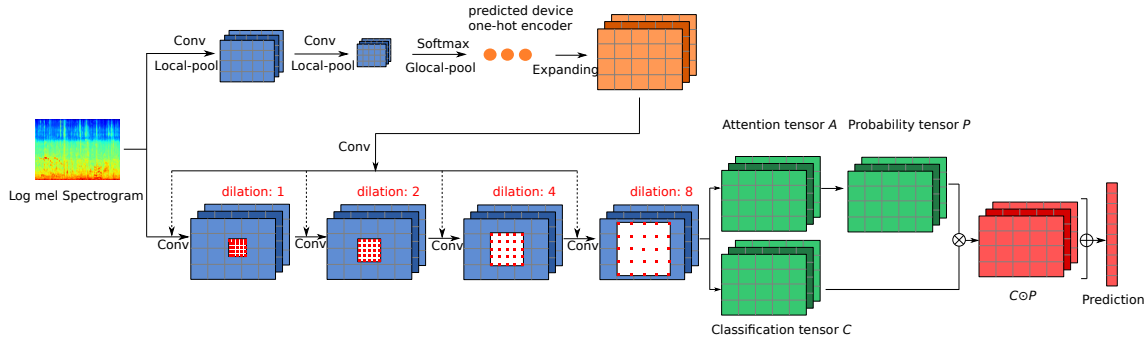 predicted device
one-hot encoder
Conv
Local-pool
Conv
Local-pool
Softmax
Glocal-pool
Expanding
Log mel Spectrogram
Conv
dilation: 1
dilation: 2
dilation: 4
dilation: 8
Conv
Conv
Conv
Conv
Attention tensor A
Probability tensor P
Classification tensor C
C⊙P
Prediction